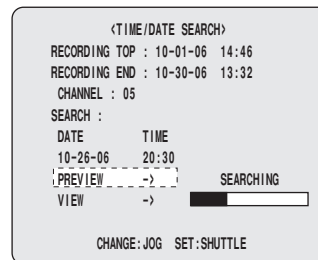 <TIME/DATE SEARCH>
RECORDING TOP : 10-01-06 14:46
RECORDING END : 10-30-06 13:32
CHANNEL : 05
SEARCH :
DATE TIME
10-26-06 20:30
PREVIEW -> SEARCHING
VIEW ->
CHANGE:JOG SET:SHUTTLE